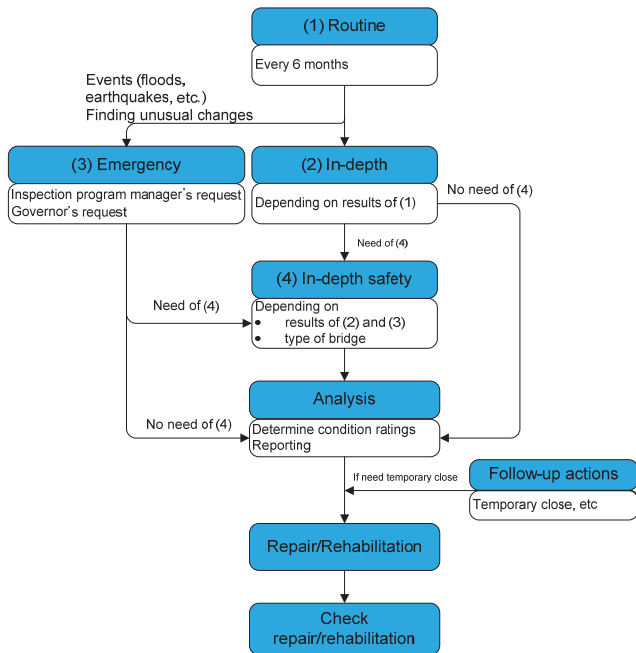 (1) Routine
Every 6 months
Events (floods,
earthquakes, etc.)
Finding unusual changes
(3) Emergency
Inspection program manager's request
Governor's request
(2) In-depth
Depending on results of (1)
No need of (4)
Need of (4)
(4) In-depth safety
Depending on
• results of (2) and (3)
• type of bridge
Need of (4)
Analysis
Determine condition ratings
Reporting
No need of (4)
If need temporary close
Follow-up actions
Temporary close, etc
Repair/Rehabilitation
Check
repair/rehabilitation